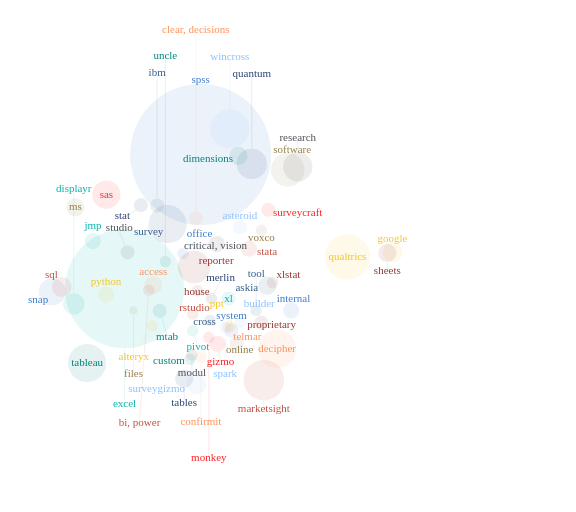 clear, decisions
uncle
wincross
ibm
quantum
spss
research
software
dimensions
displayr
sas
ms
stat
asteroid
surveycraft
jmp
studio
survey
office
voxco
google
critical, vision
stata
qualtrics
reporter
sheets
access
sql
python
merlin
tool
xlstat
askia
snap
house
ppt
xl
builder
internal
rstudio
system
cross
proprietary
mtab
telmar
pivot
online
decipher
alteryx
tableau
custom
gizmo
files
modul
spark
surveygizmo
excel
tables
marketsight
bi, power
confirmit
monkey